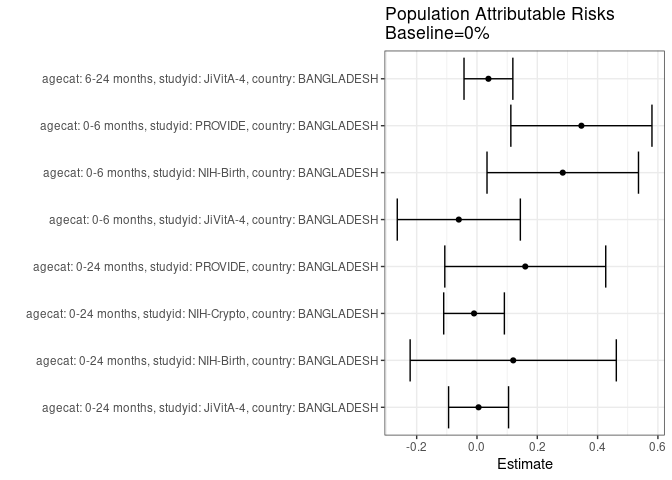 Population Attributable Risks
Baseline=0%
agecat: 6-24 months, studyid: JiVitA-4, country: BANGLADESH
agecat: 0-6 months, studyid: PROVIDE, country: BANGLADESH
agecat: 0-6 months, studyid: NIH-Birth, country: BANGLADESH
agecat: 0-6 months, studyid: JiVitA-4, country: BANGLADESH
agecat: 0-24 months, studyid: PROVIDE, country: BANGLADESH
agecat: 0-24 months, studyid: NIH-Crypto, country: BANGLADESH
agecat: 0-24 months, studyid: NIH-Birth, country: BANGLADESH
agecat: 0-24 months, studyid: JiVitA-4, country: BANGLADESH
-0.2 0.0 0.2 0.4 0.6
Estimate